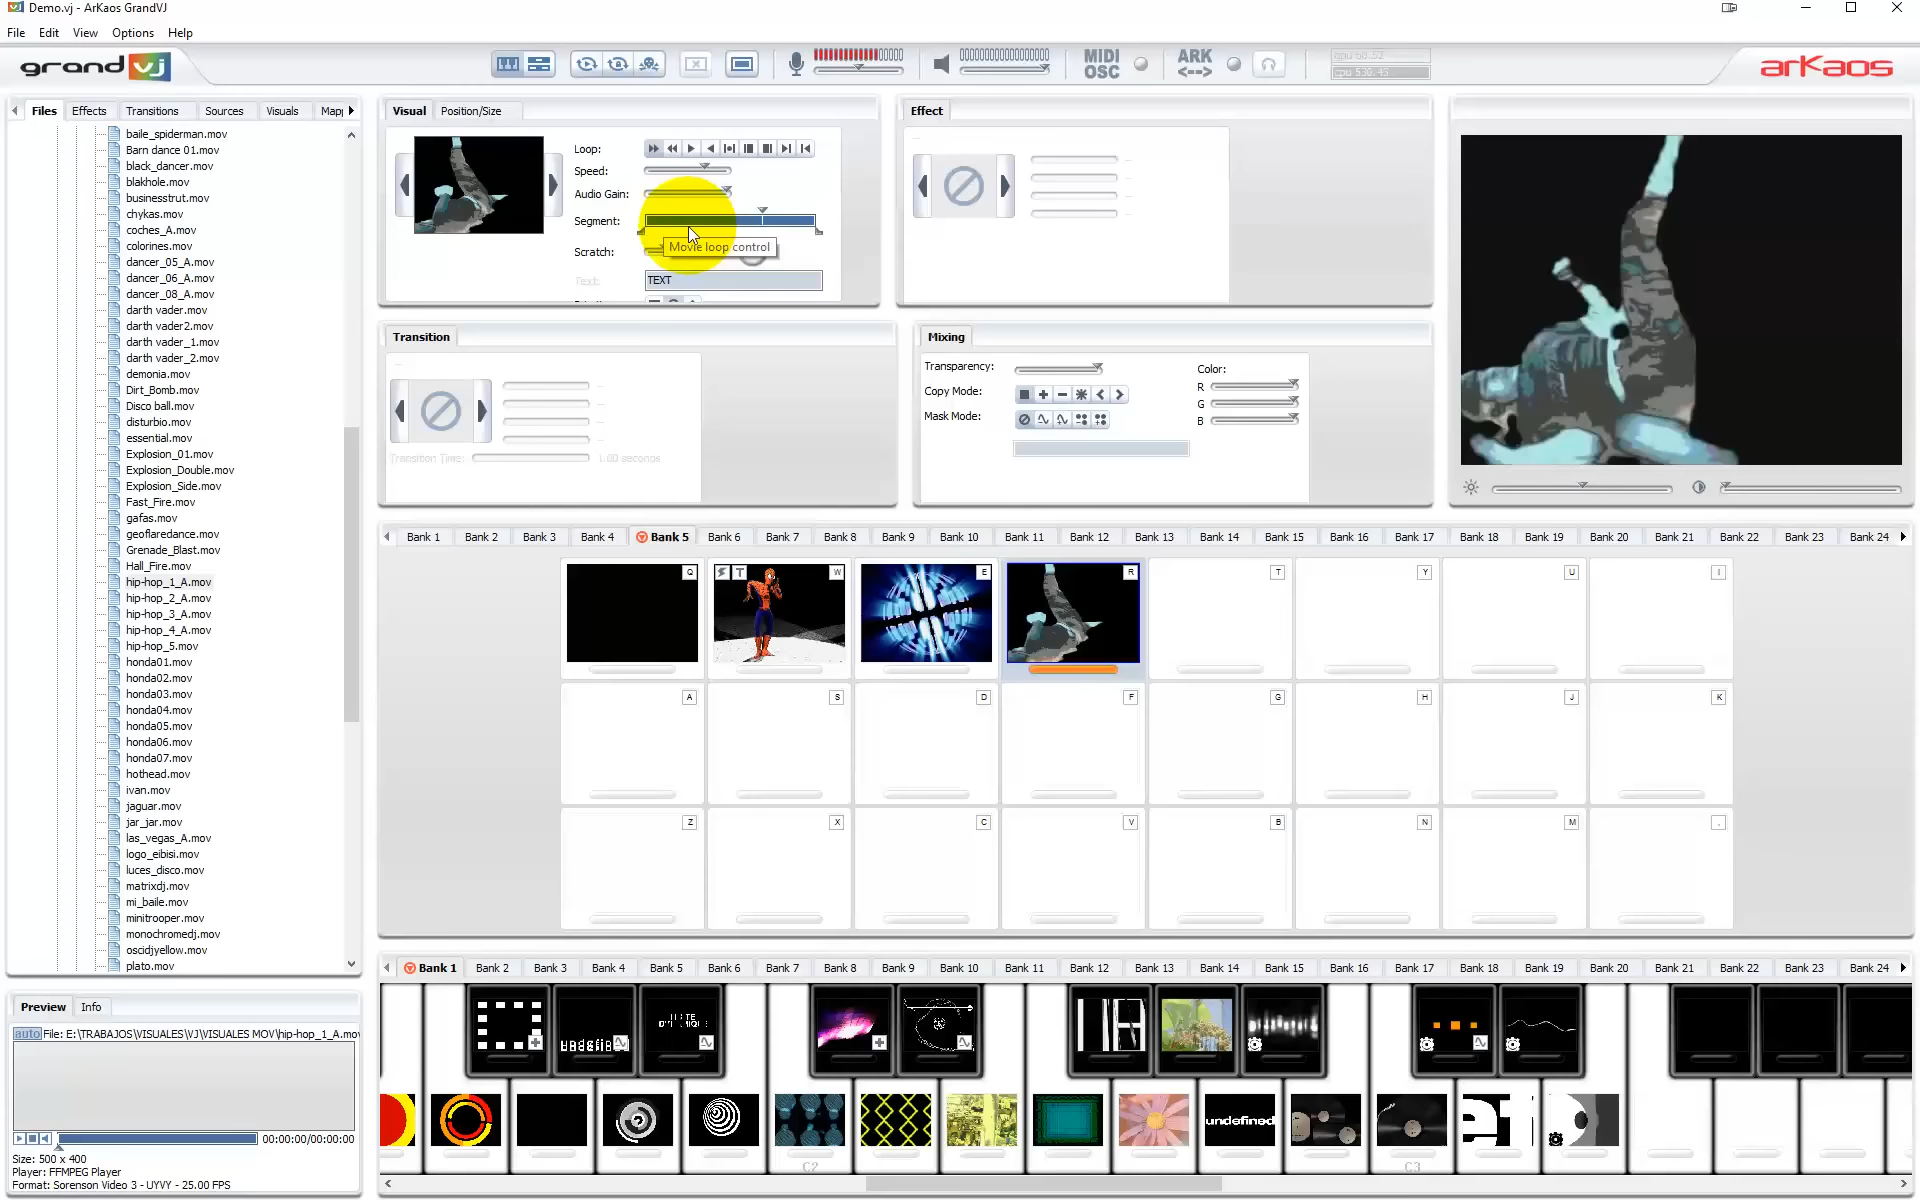 Demo.vj - ArKaos GrandVJ
File Edit View Options Help
grand vj
MIDI OSC
ARK <-->
arkaos
Files Effects Transitions Sources Visuals Mapp
baile_spiderman.mov
Barn dance 01.mov
black_dancer.mov
blakhole.mov
businesstrut.mov
chykas.mov
coches_A.mov
colorines.mov
dancer_05_A.mov
dancer_06_A.mov
dancer_08_A.mov
darth vader.mov
darth vader2.mov
darth vader_1.mov
darth vader_2.mov
demonia.mov
Dirt_Bomb.mov
Disco ball.mov
disturbio.mov
essential.mov
Explosion_01.mov
Explosion_Double.mov
Explosion_Side.mov
Fast_Fire.mov
gafas.mov
geoflaredance.mov
Grenade_Blast.mov
Hall_Fire.mov
hip-hop_1_A.mov
hip-hop_2_A.mov
hip-hop_3_A.mov
hip-hop_4_A.mov
hip-hop_5.mov
honda01.mov
honda02.mov
honda03.mov
honda04.mov
honda05.mov
honda06.mov
honda07.mov
hothead.mov
ivan.mov
jaguar.mov
jar_jar.mov
las_vegas_A.mov
logo_eibisi.mov
luces_disco.mov
matrixdj.mov
mi_baile.mov
minitrooper.mov
monochromedj.mov
oscidjyellow.mov
plato.mov
Preview Info
auto File: E:\TRABAJOS\VISUALES\VJ\VISUALES MOV\hip-hop_1_A.mov
00:00:00/00:00:00
Size: 500 x 400
Player: FFMPEG Player
Format: Sorenson Video 3 - UYVY - 25.00 FPS
Visual Position/Size
Loop:
Speed:
Audio Gain:
Segment:
Movie loop control
Scratch:
Text: TEXT
Effect
Transition
Transition Time: 1.00 seconds
Mixing
Transparency:
Copy Mode:
Mask Mode:
Color:
R
G
B
Bank 1 Bank 2 Bank 3 Bank 4 Bank 5 Bank 6 Bank 7 Bank 8 Bank 9 Bank 10 Bank 11 Bank 12 Bank 13 Bank 14 Bank 15 Bank 16 Bank 17 Bank 18 Bank 19 Bank 20 Bank 21 Bank 22 Bank 23 Bank 24
Q T W E R T Y U I
A S D F G H J K
Z X C V B N M ,
Bank 1 Bank 2 Bank 3 Bank 4 Bank 5 Bank 6 Bank 7 Bank 8 Bank 9 Bank 10 Bank 11 Bank 12 Bank 13 Bank 14 Bank 15 Bank 16 Bank 17 Bank 18 Bank 19 Bank 20 Bank 21 Bank 22 Bank 23 Bank 24
undefined
C2 C3